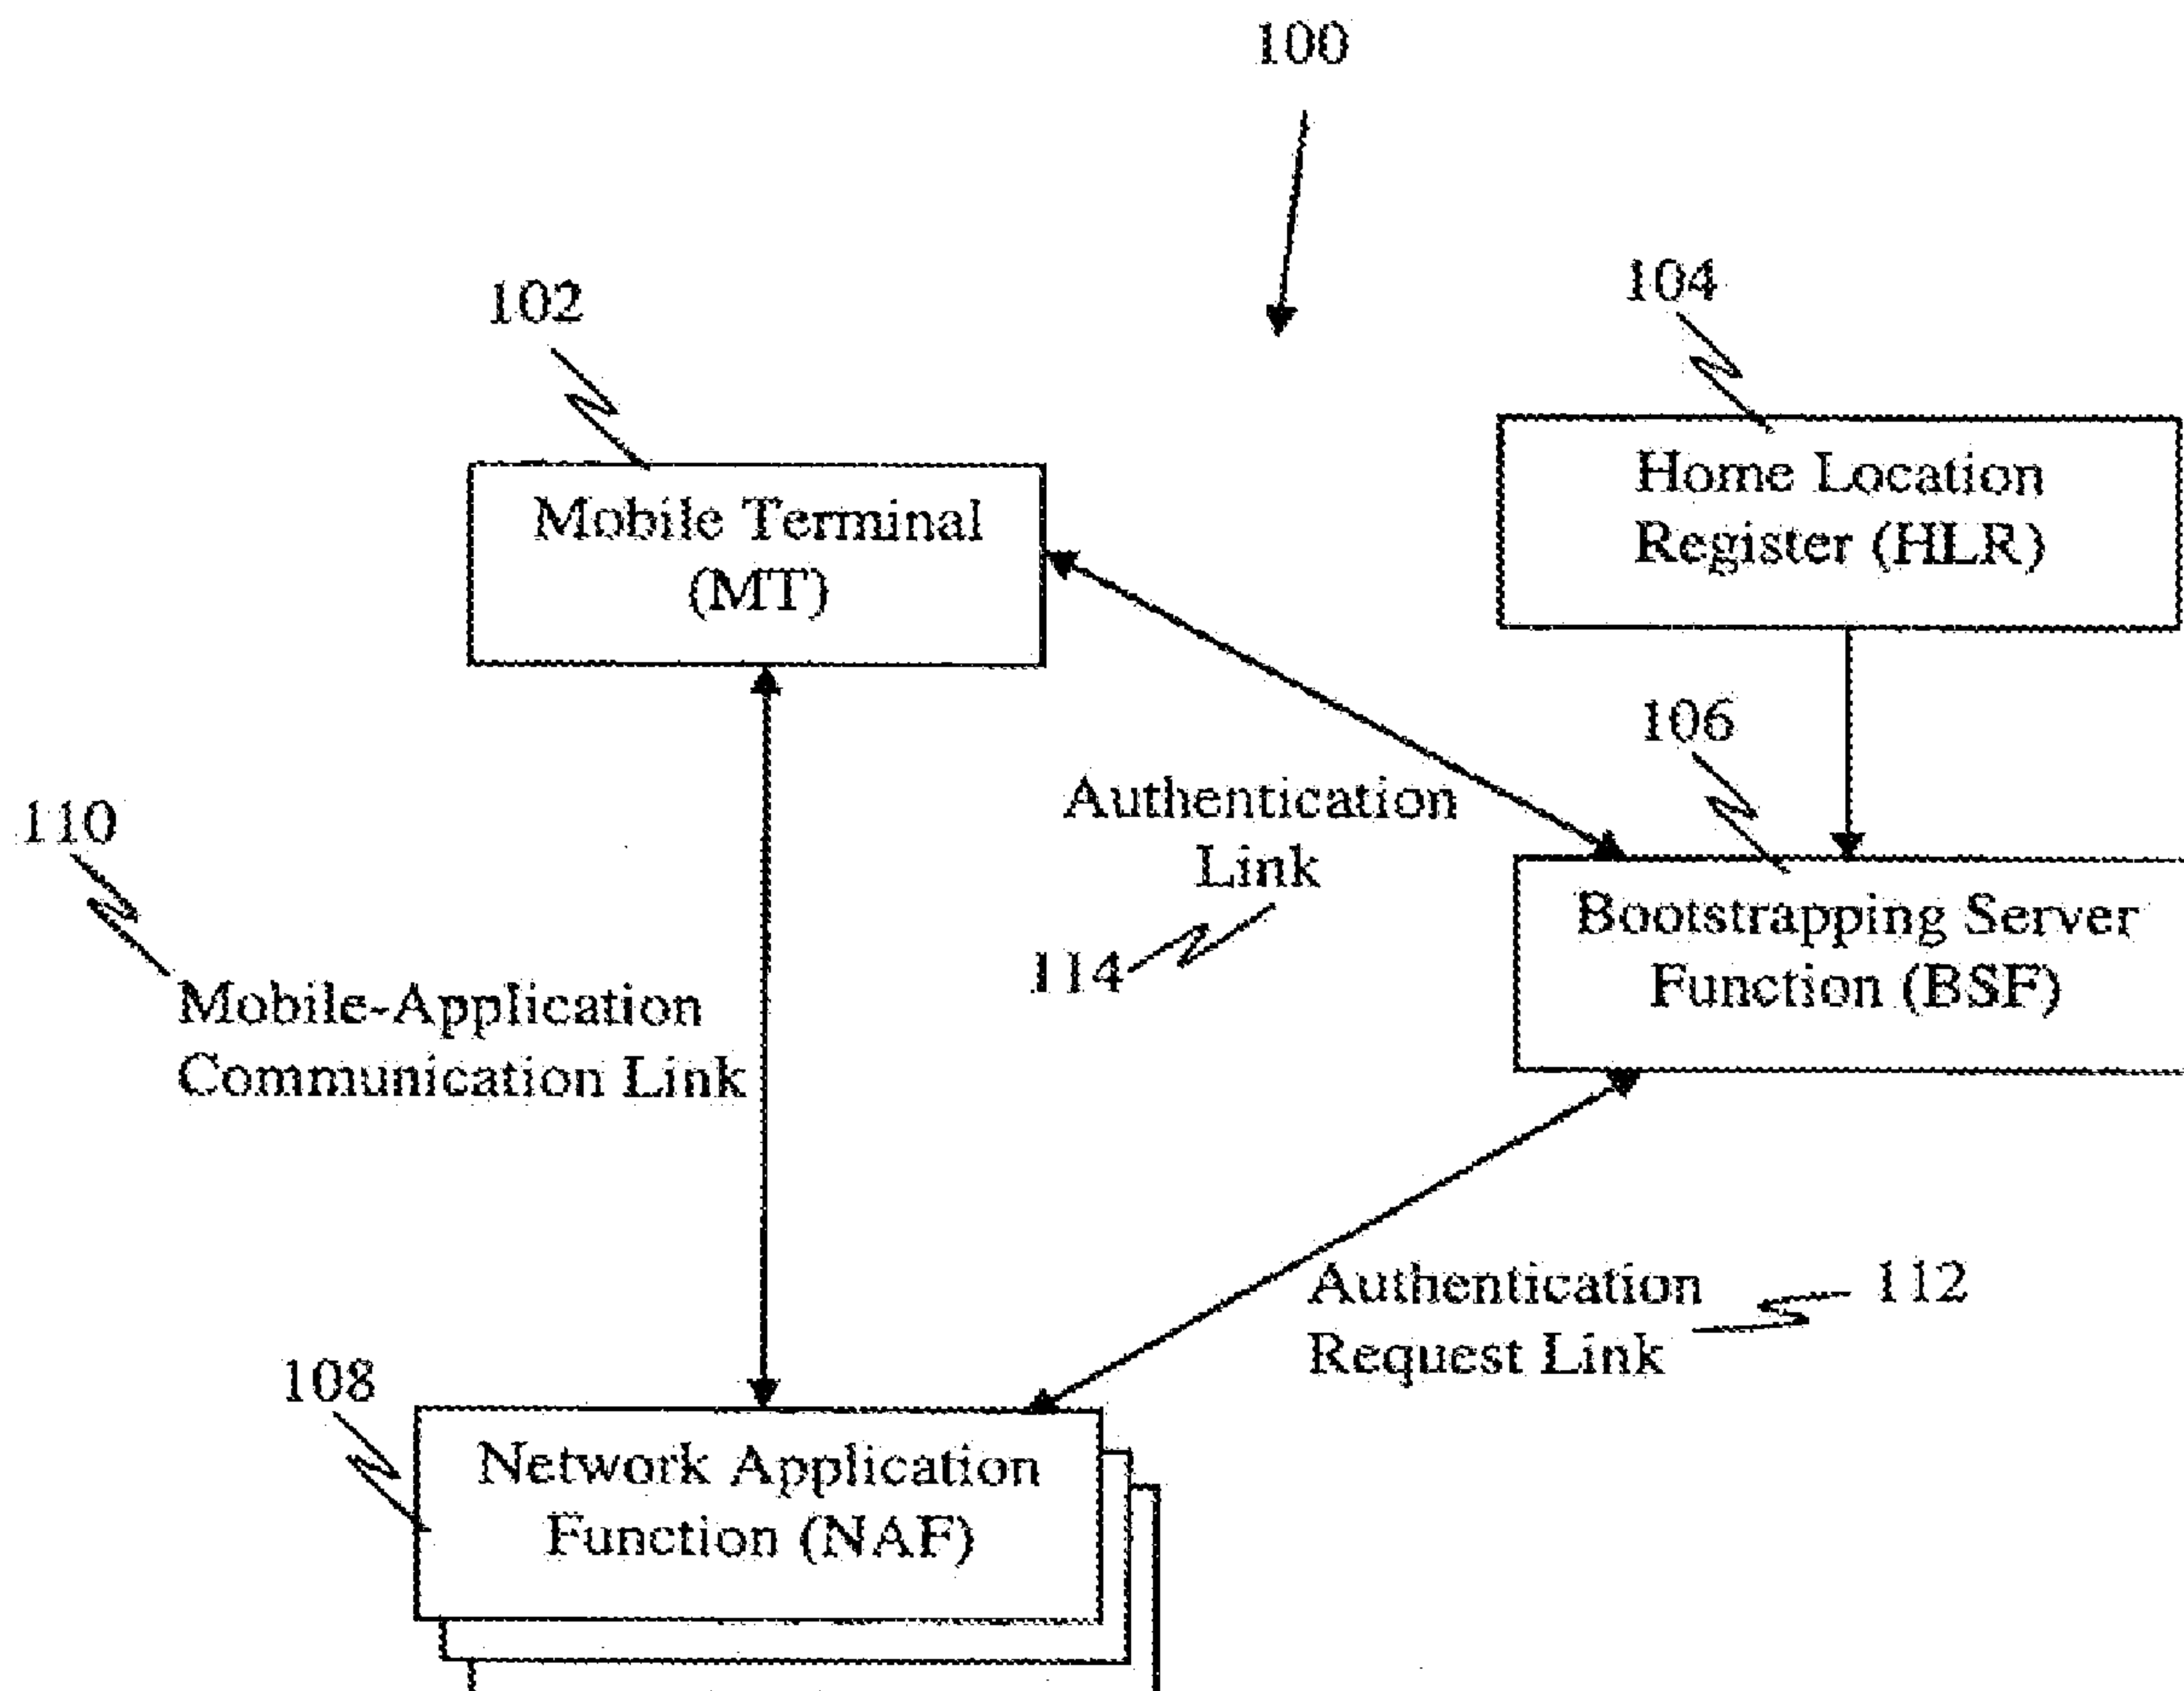 100
102
104
Mobile Terminal
(MT)
Home Location
Register (HLR)
106
110
Authentication
Link
114
Bootstrapping Server
Function (BSF)
Mobile-Application
Communication Link
Authentication
Request Link
112
108
Network Application
Function (NAF)